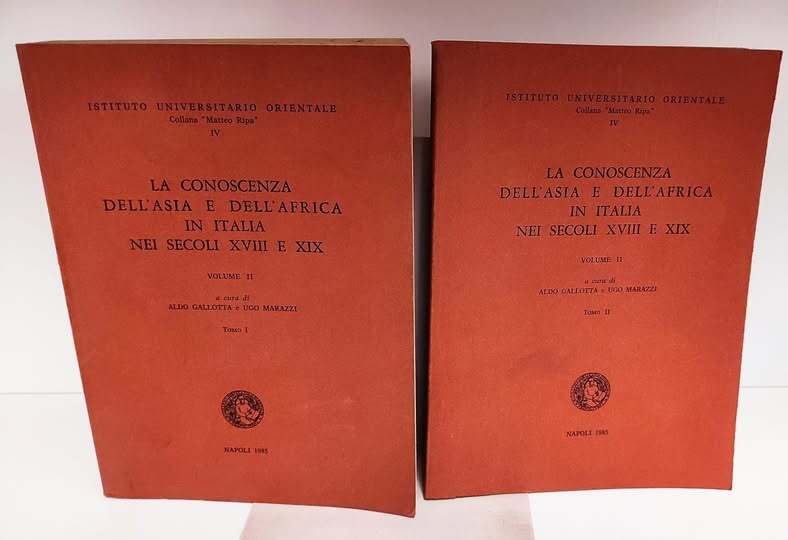 ISTITUTO UNIVERSITARIO ORIENTALE
Collana "Matteo Ripa"
IV
LA CONOSCENZA
DELL'ASIA E DELL'AFRICA
IN ITALIA
NEI SECOLI XVIII E XIX
VOLUME II
a cura di
ALDO GALLOTTA e UGO MARAZZI
TOMO I
NAPOLI 1985
ISTITUTO UNIVERSITARIO ORIENTALE
Collana "Matteo Ripa"
IV
LA CONOSCENZA
DELL'ASIA E DELL'AFRICA
IN ITALIA
NEI SECOLI XVIII E XIX
VOLUME II
a cura di
ALDO GALLOTTA e UGO MARAZZI
TOMO II
NAPOLI 1985